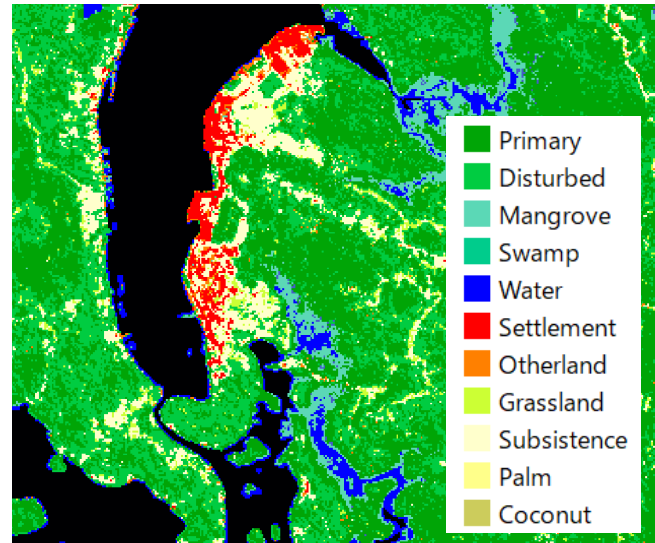 Primary
Disturbed
Mangrove
Swamp
Water
Settlement
Otherland
Grassland
Subsistence
Palm
Coconut